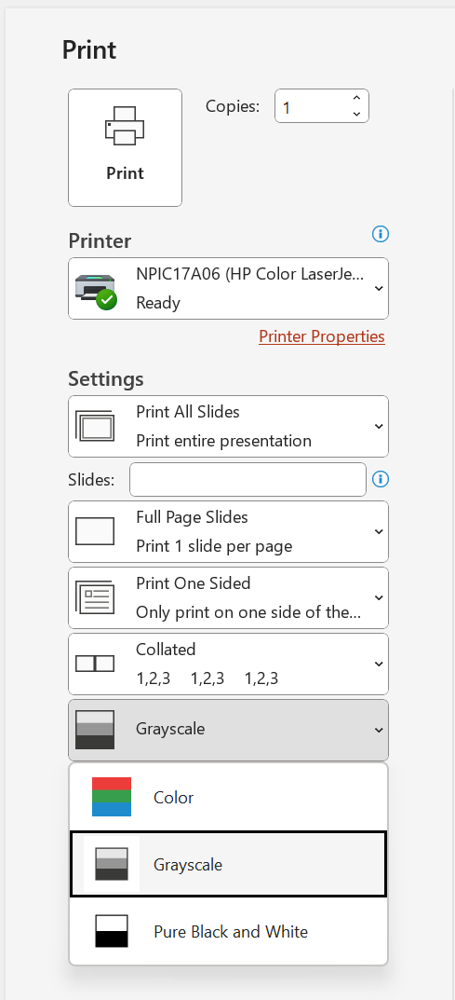 Print
Copies: 1
Print
Printer
NPIC17A06 (HP Color LaserJe...
Ready
Printer Properties
Settings
Print All Slides
Print entire presentation
Slides:
Full Page Slides
Print 1 slide per page
Print One Sided
Only print on one side of the...
Collated
1,2,3 1,2,3 1,2,3
Grayscale
Color
Grayscale
Pure Black and White